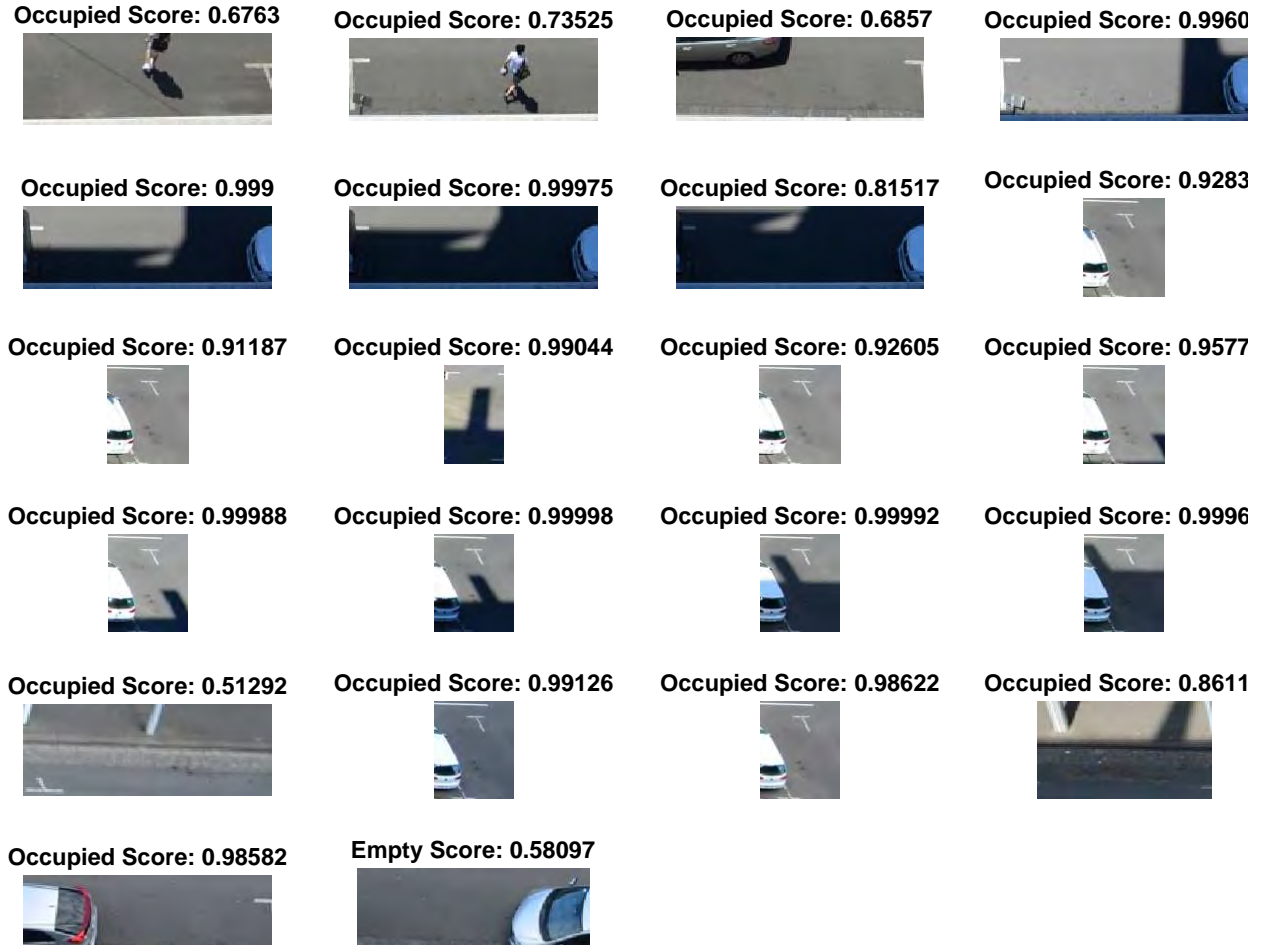 Occupied Score: 0.6763
Occupied Score: 0.73525
Occupied Score: 0.6857
Occupied Score: 0.9960
Occupied Score: 0.999
Occupied Score: 0.99975
Occupied Score: 0.81517
Occupied Score: 0.9283
Occupied Score: 0.91187
Occupied Score: 0.99044
Occupied Score: 0.92605
Occupied Score: 0.9577
Occupied Score: 0.99988
Occupied Score: 0.99998
Occupied Score: 0.99992
Occupied Score: 0.9996
Occupied Score: 0.51292
Occupied Score: 0.99126
Occupied Score: 0.98622
Occupied Score: 0.8611
Occupied Score: 0.98582
Empty Score: 0.58097